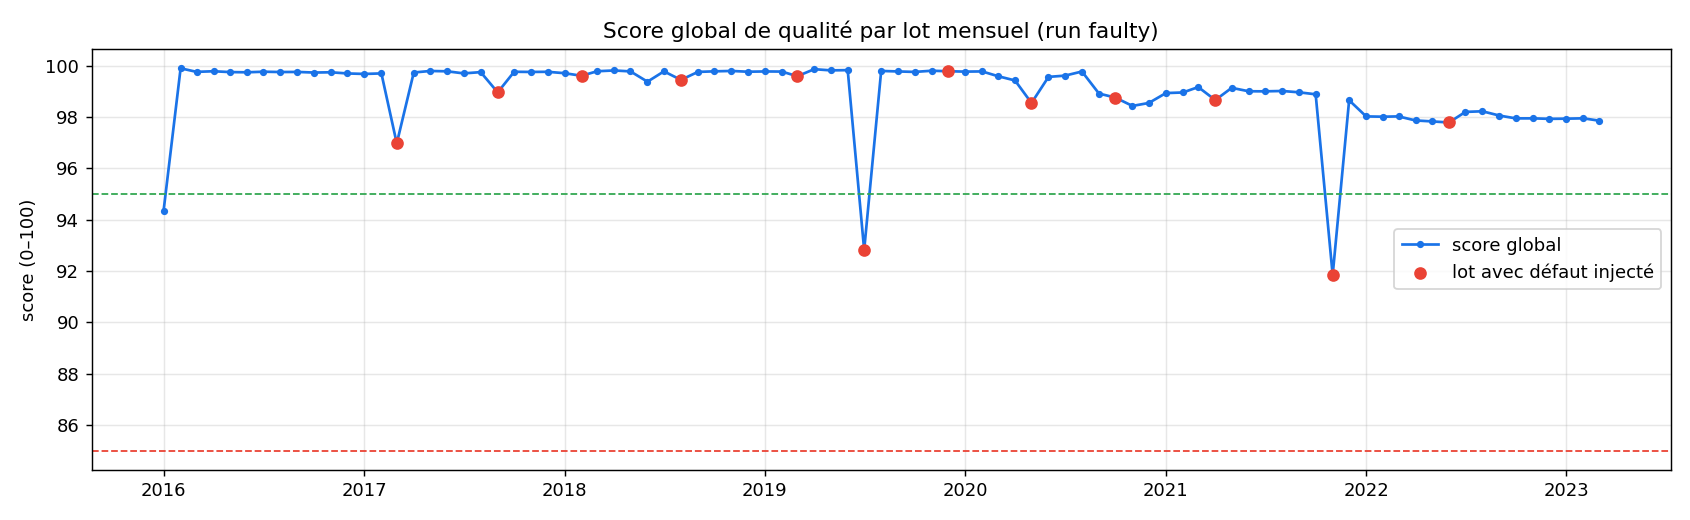 Score global de qualité par lot mensuel (run faulty)
score (0–100)
100
98
96
94
92
90
88
86
score global
lot avec défaut injecté
2016 2017 2018 2019 2020 2021 2022 2023